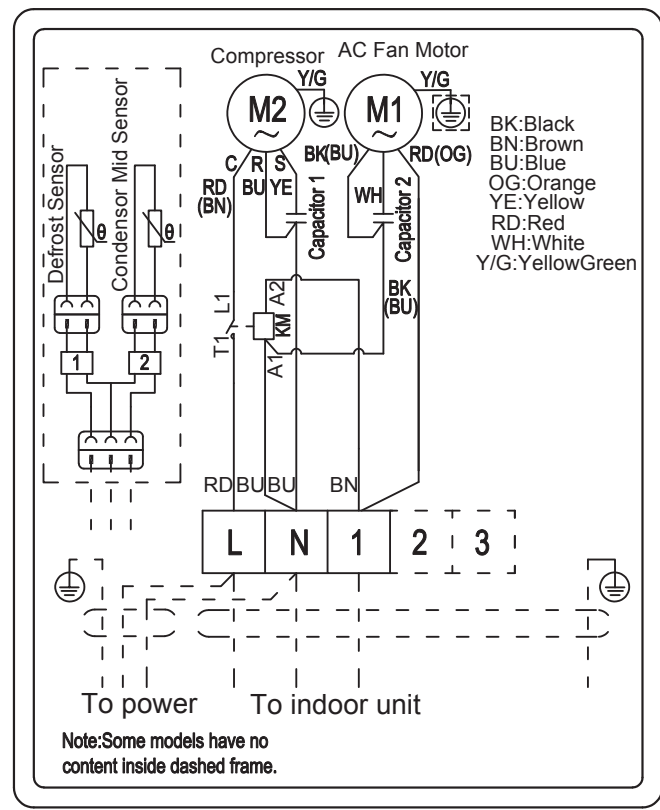 Compressor
AC Fan Motor
Y/G
Y/G
M2
~
M1
~
BK:Black
BN:Brown
BU:Blue
OG:Orange
YE:Yellow
RD:Red
WH:White
Y/G:YellowGreen
Defrost Sensor
θ
Condensor Mid Sensor
θ
C
R
S
RD
(BN)
BU
YE
Capacitor 1
BK(BU)
RD(OG)
WH
Capacitor 2
BK
(BU)
L1
T1
A2
KM
A1
1
2
RD
BU
BU
BN
L
N
1
2
3
To power
To indoor unit
Note:Some models have no
content inside dashed frame.